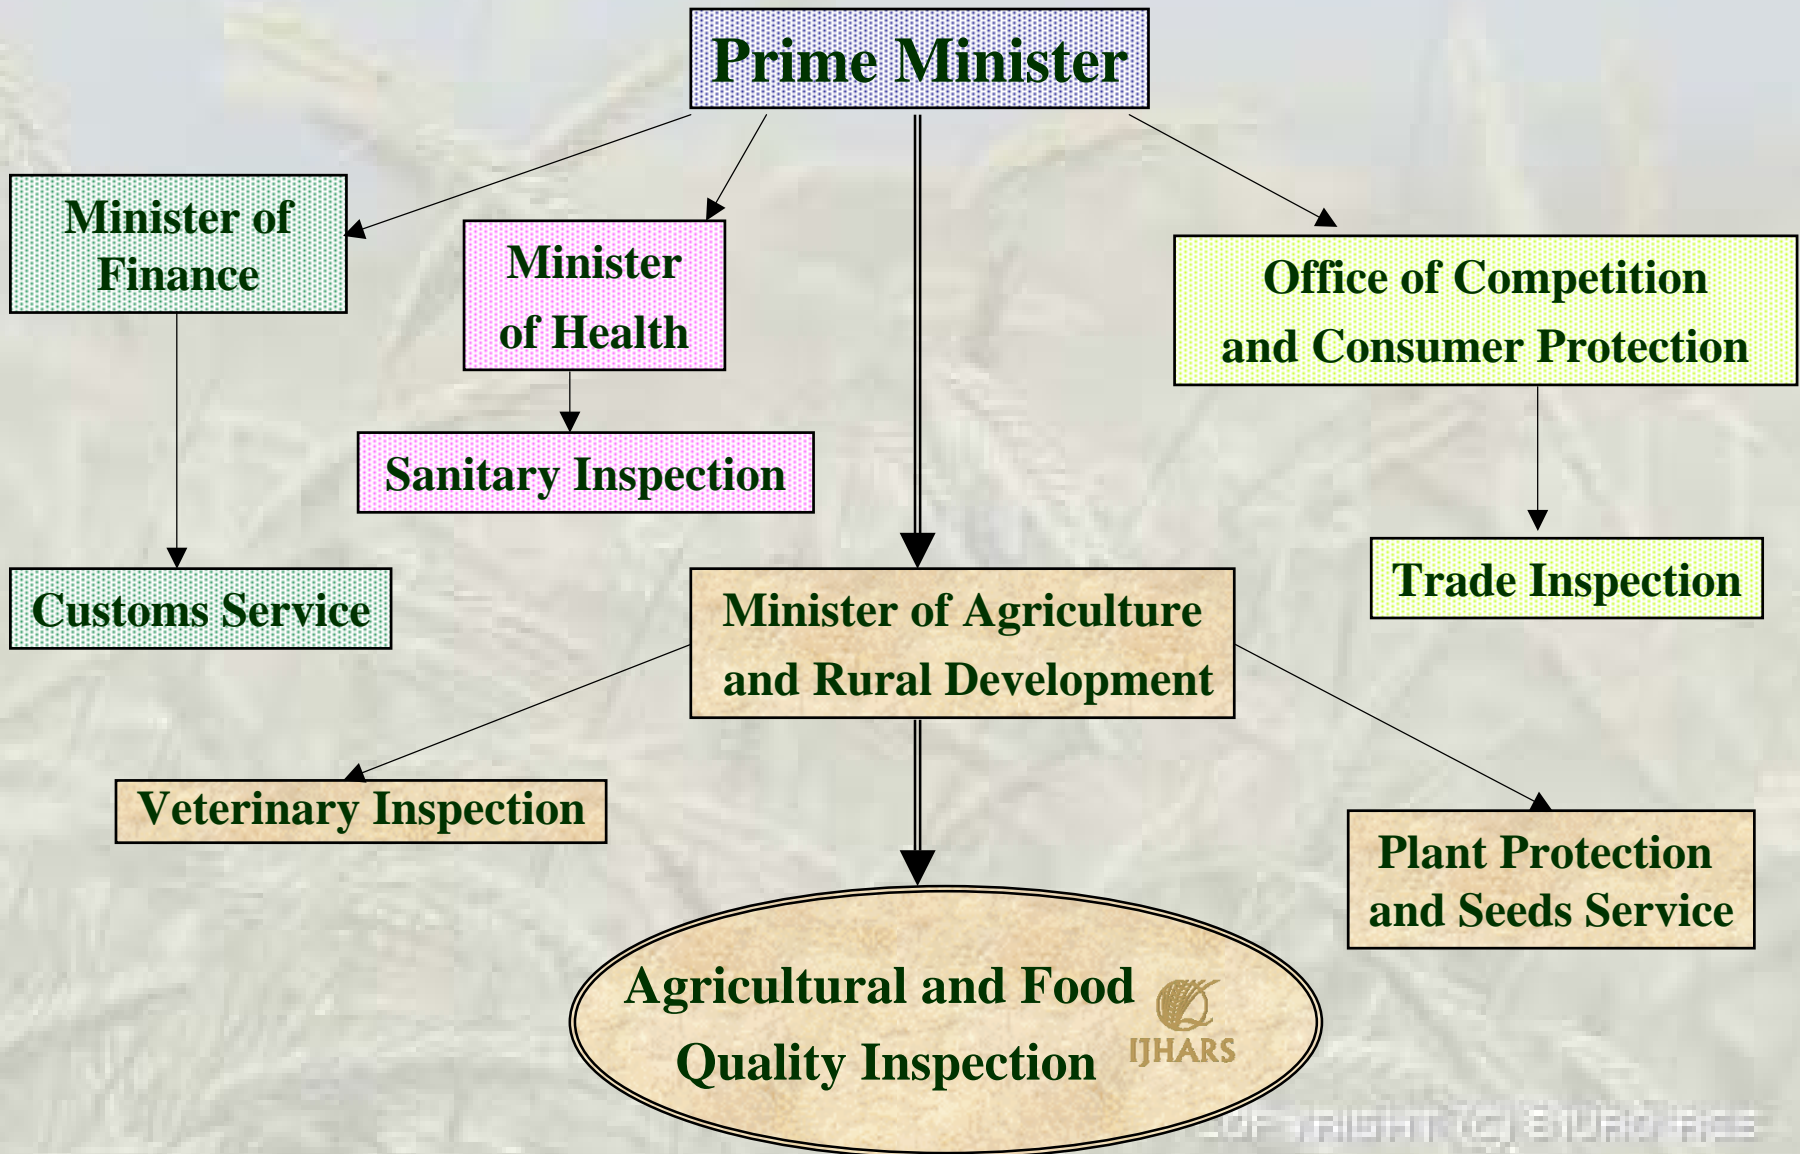 Prime Minister
Minister of
Finance
Minister
of Health
Office of Competition
and Consumer Protection
Sanitary Inspection
Customs Service
Minister of Agriculture
and Rural Development
Trade Inspection
Veterinary Inspection
Plant Protection
and Seeds Service
Agricultural and Food
Quality Inspection
IJHARS
COPYRIGHT (C)